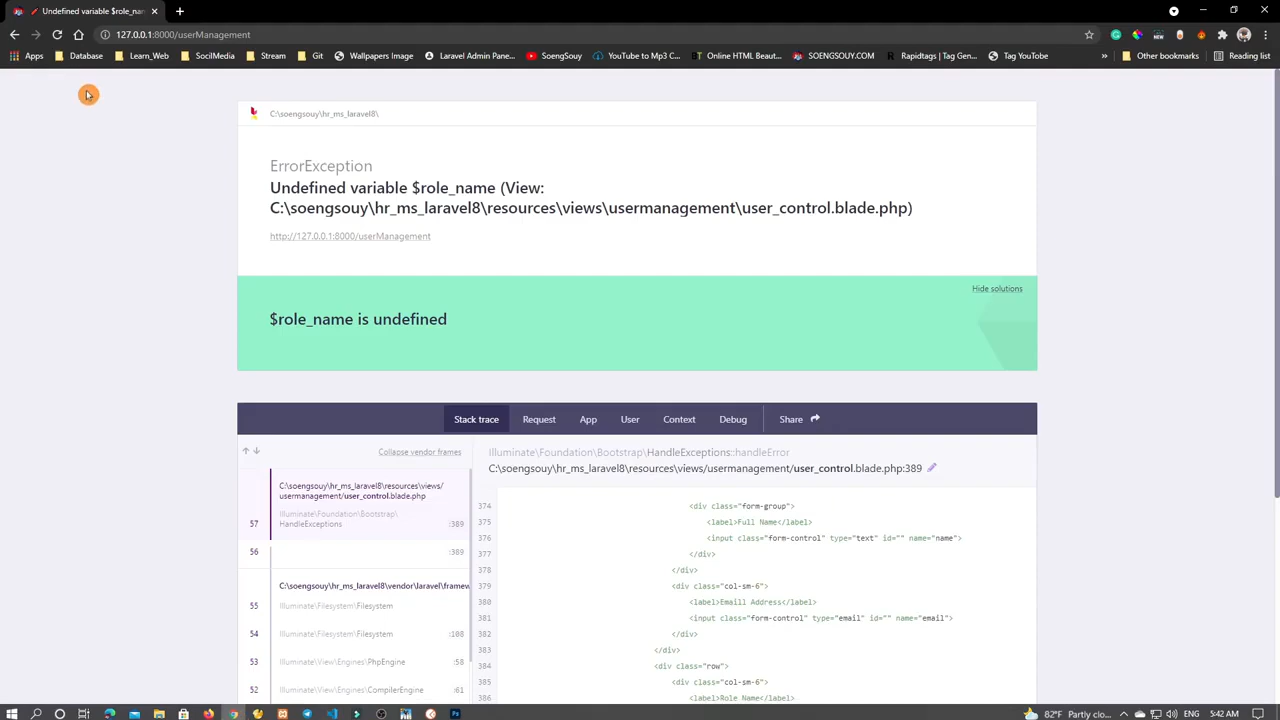 Undefined variable $role_nam
127.0.0.1:8000/userManagement
Apps Database Learn_Web SocilMedia Stream Git Wallpapers Image Laravel Admin Pane... SoengSouy YouTube to Mp3 C... Online HTML Beaut... SOENGSOUY.COM Rapidtags | Tag Gen... Tag YouTube » Other bookmarks Reading list
C:\soengsouy\hr_ms_laravel8\
ErrorException
Undefined variable $role_name (View:
C:\soengsouy\hr_ms_laravel8\resources\views\usermanagement\user_control.blade.php)
http://127.0.0.1:8000/userManagement
Hide solutions
$role_name is undefined
Stack trace Request App User Context Debug Share
Collapse vendor frames
Illuminate\Foundation\Bootstrap\HandleExceptions::handleError
C:\soengsouy\hr_ms_laravel8\resources\views/usermanagement/user_control.blade.php:389
C:\soengsouy\hr_ms_laravel8\resources\views/
usermanagement/user_control.blade.php
Illuminate\Foundation\Bootstrap\
57 HandleExceptions :389
56 :389
C:\soengsouy\hr_ms_laravel8\vendor\laravel\framew
55 Illuminate\Filesystem\Filesystem
54 Illuminate\Filesystem\Filesystem :108
53 Illuminate\View\Engines\PhpEngine :58
52 Illuminate\View\Engines\CompilerEngine :61
374 <div class="form-group">
375 <label>Full Name</label>
376 <input class="form-control" type="text" id="" name="name">
377 </div>
378 </div>
379 <div class="col-sm-6">
380 <label>Emaill Address</label>
381 <input class="form-control" type="email" id="" name="email">
382 </div>
383 </div>
384 <div class="row">
385 <div class="col-sm-6">
386 <label>Role Name</label>
82°F Partly clo... ENG 5:42 AM